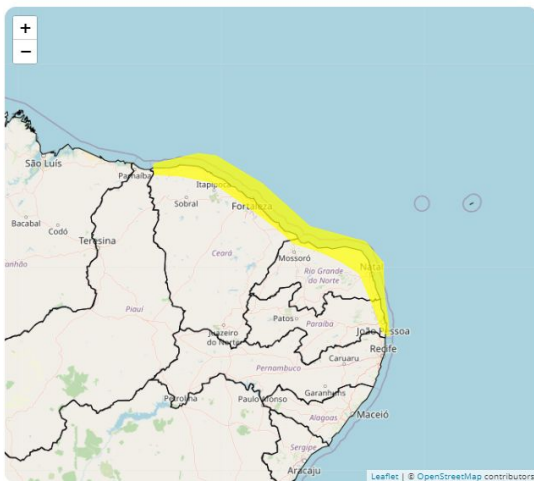 +
−
São Luís
Parnaíba
Itapipoca
Bacabal
Codó
Sobral
Fortaleza
Teresina
Ceará
Mossoró
Natal
anhão
Rio Grande
do Norte
Piauí
Patos
Paraíba
João Pessoa
Juazeiro
do Norte
Recife
Caruaru
Pernambuco
Petrolina
Paulo Afonso
Garanhuns
Alagoas
Maceió
Sergipe
Aracaju
Leaflet | © OpenStreetMap contributors